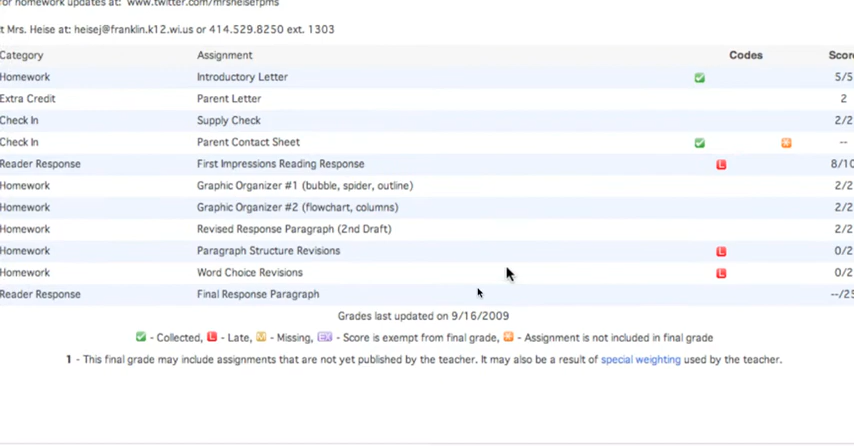 for homework updates at: www.twitter.com/mrsheisefpms
t Mrs. Heise at: heisej@franklin.k12.wi.us or 414.529.8250 ext. 1303
Category Assignment Codes Score
Homework Introductory Letter 5/5
Extra Credit Parent Letter 2
Check In Supply Check 2/2
Check In Parent Contact Sheet --
Reader Response First Impressions Reading Response L 8/10
Homework Graphic Organizer #1 (bubble, spider, outline) 2/2
Homework Graphic Organizer #2 (flowchart, columns) 2/2
Homework Revised Response Paragraph (2nd Draft) 2/2
Homework Paragraph Structure Revisions L 0/2
Homework Word Choice Revisions L 0/2
Reader Response Final Response Paragraph --/25
Grades last updated on 9/16/2009
- Collected, L - Late, M - Missing, EX - Score is exempt from final grade, - Assignment is not included in final grade
1 - This final grade may include assignments that are not yet published by the teacher. It may also be a result of special weighting used by the teacher.